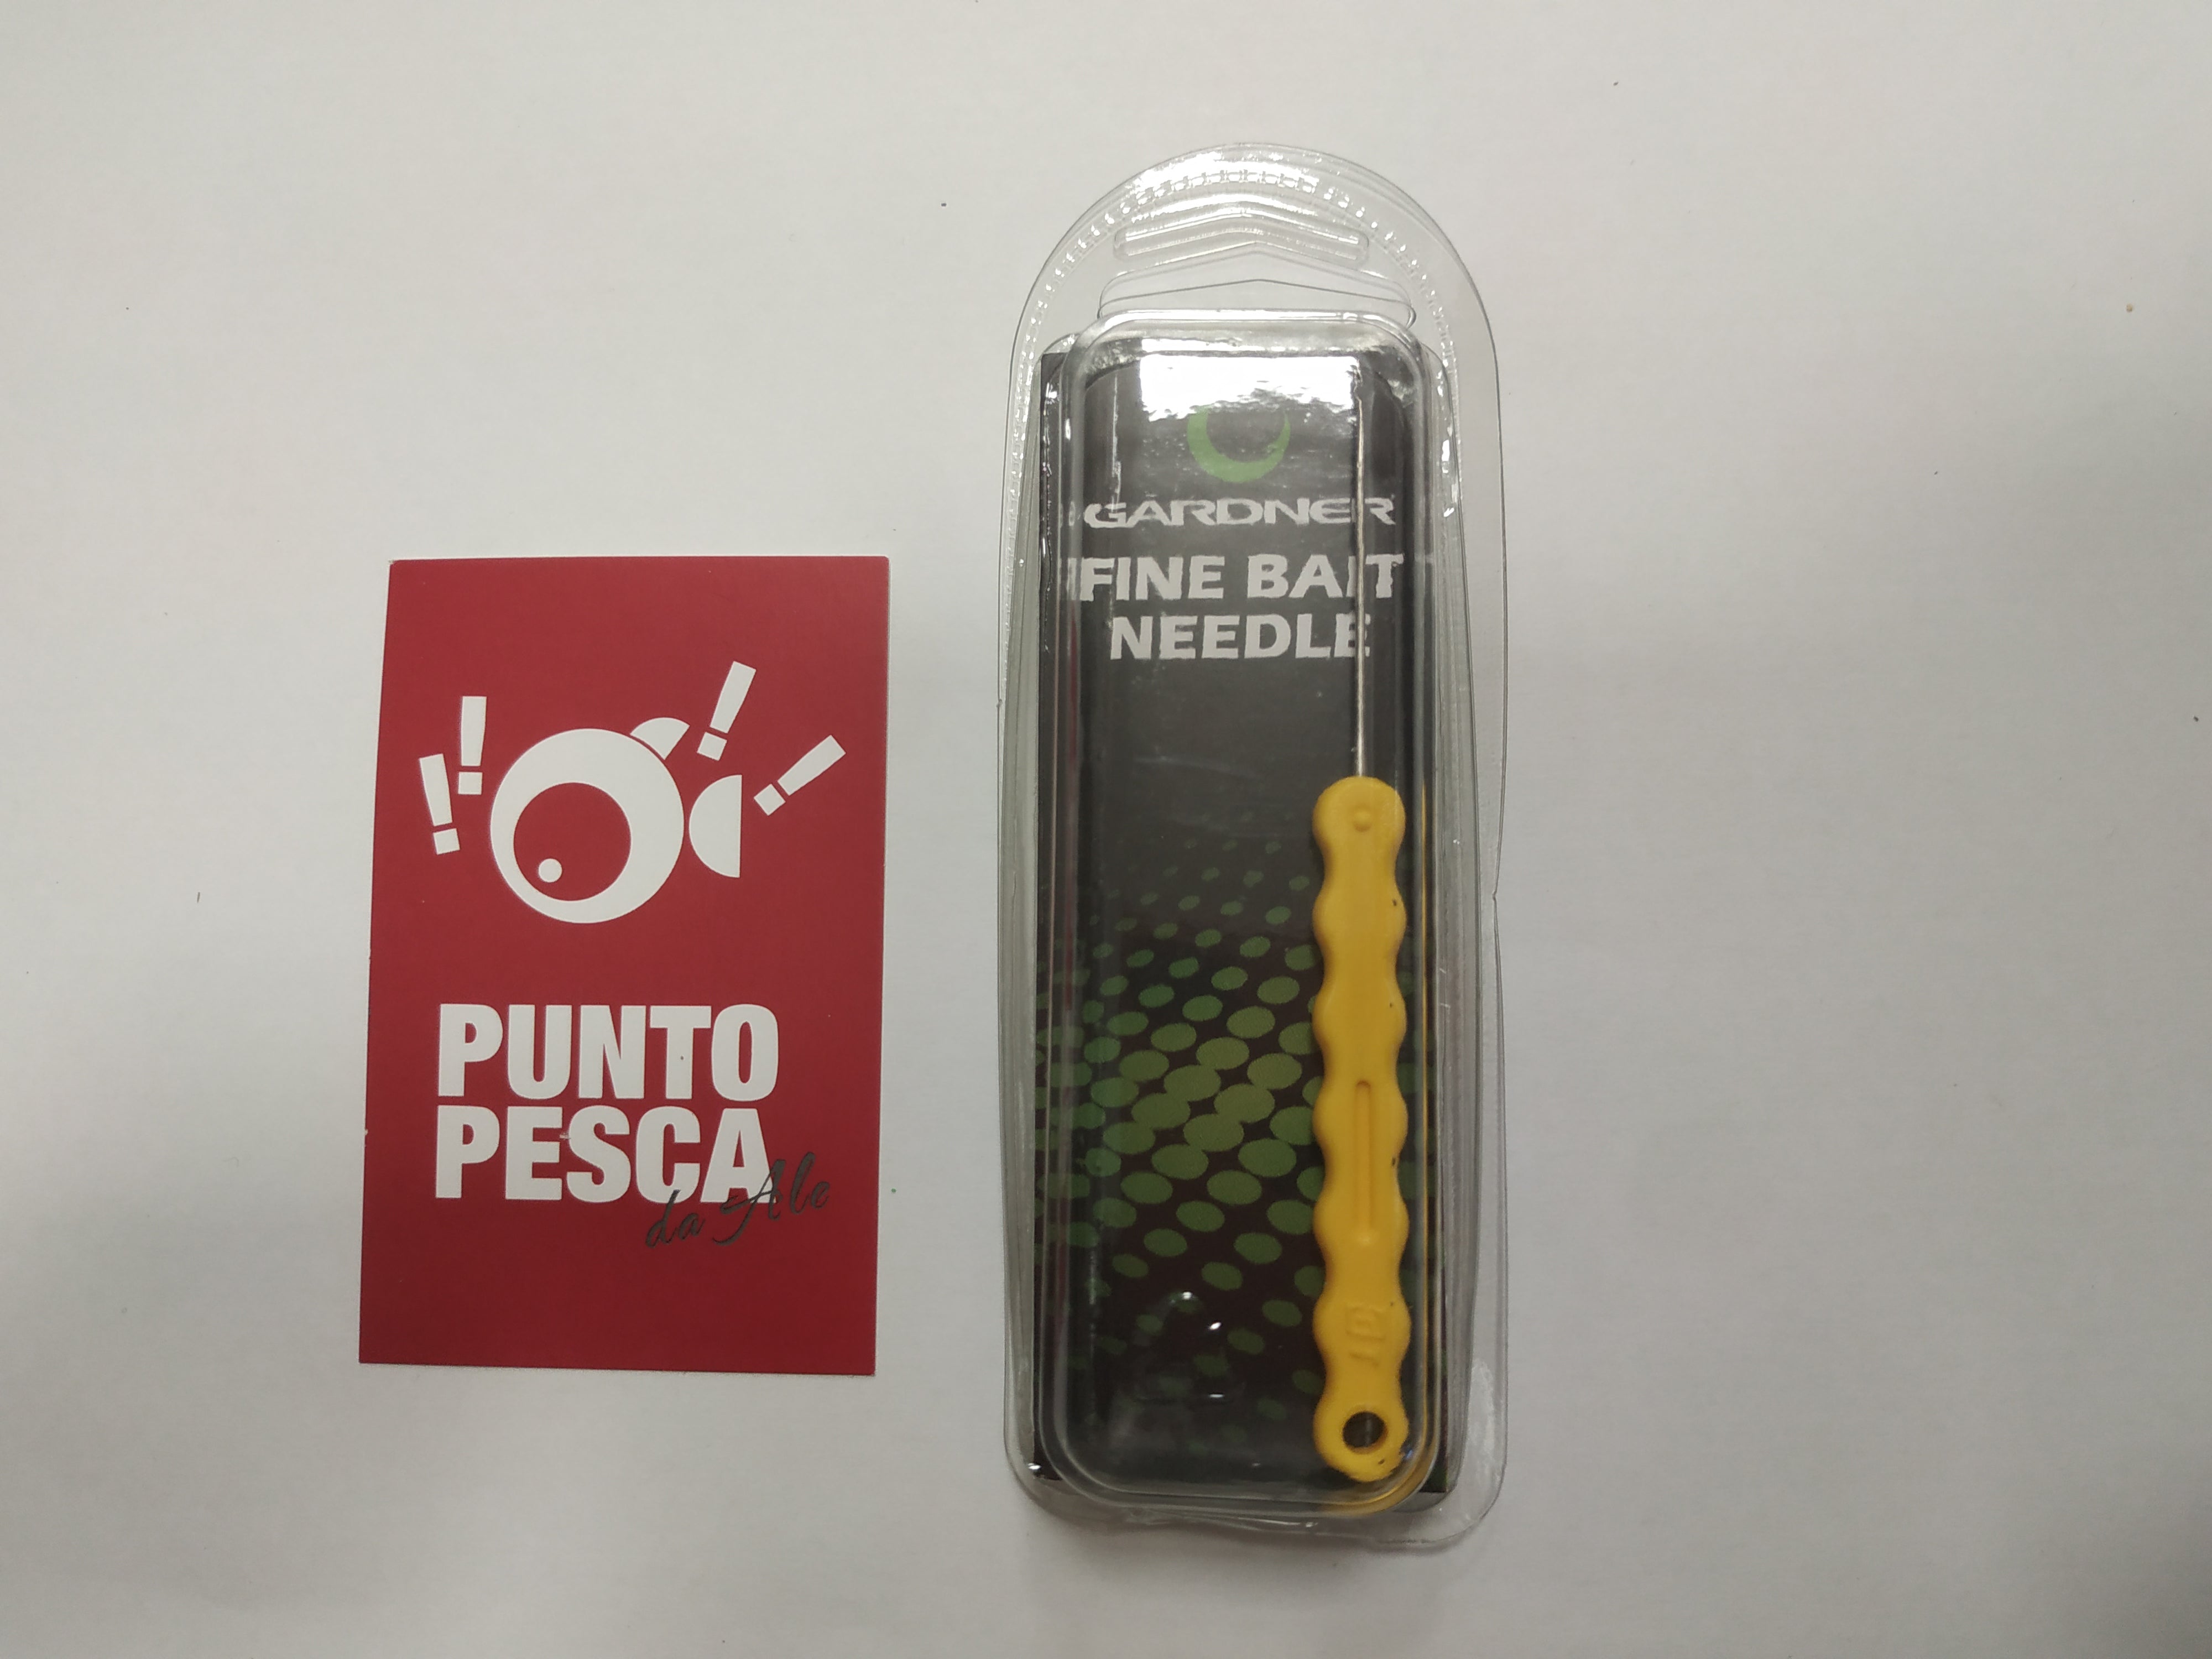 PUNTO
PESCA
da Ale
GARDNER
FINE BAIT
NEEDLE